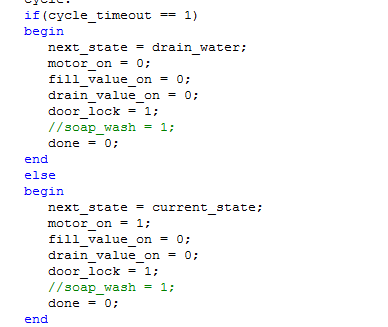 cycle:
if(cycle_timeout == 1)
begin
next_state = drain_water;
motor_on = 0;
fill_value_on = 0;
drain_value_on = 0;
door_lock = 1;
//soap_wash = 1;
done = 0;
end
else
begin
next_state = current_state;
motor_on = 1;
fill_value_on = 0;
drain_value_on = 0;
door_lock = 1;
//soap_wash = 1;
done = 0;
end